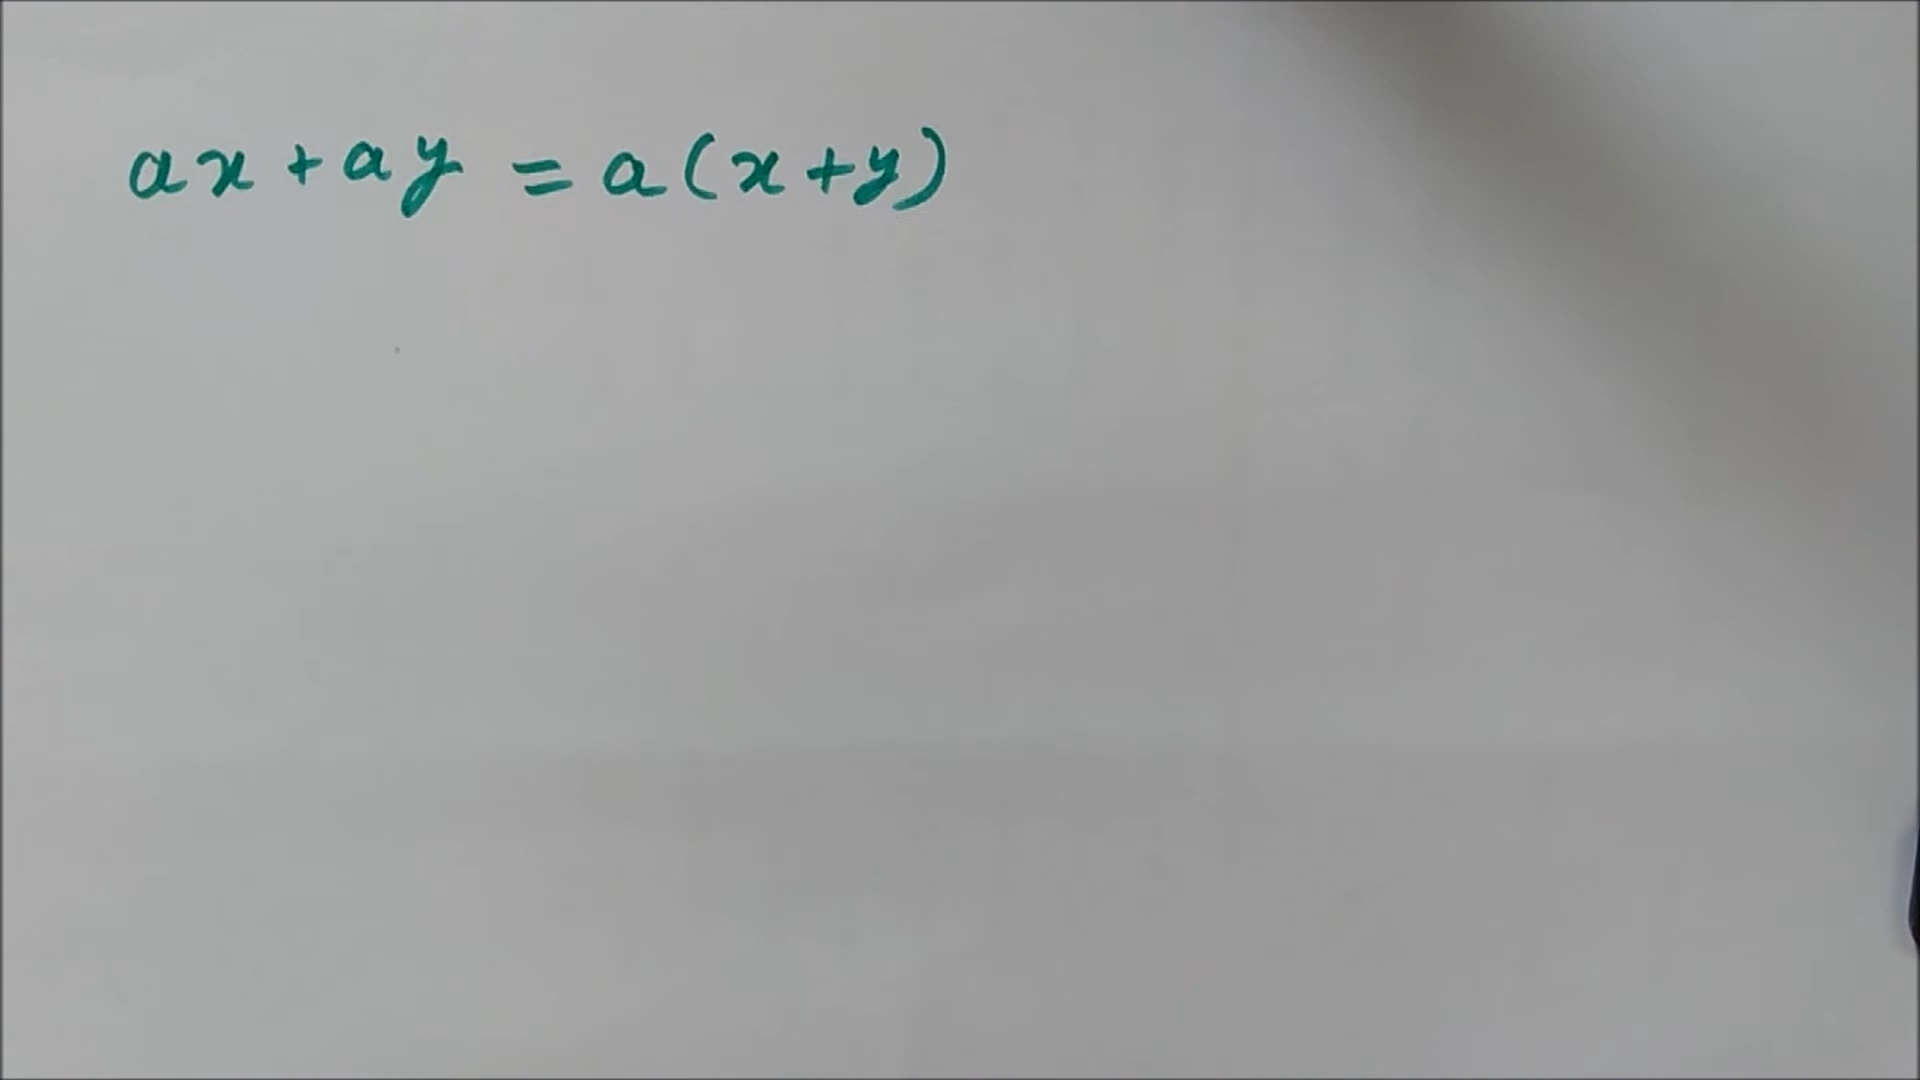 ax + ay = a(x+y)